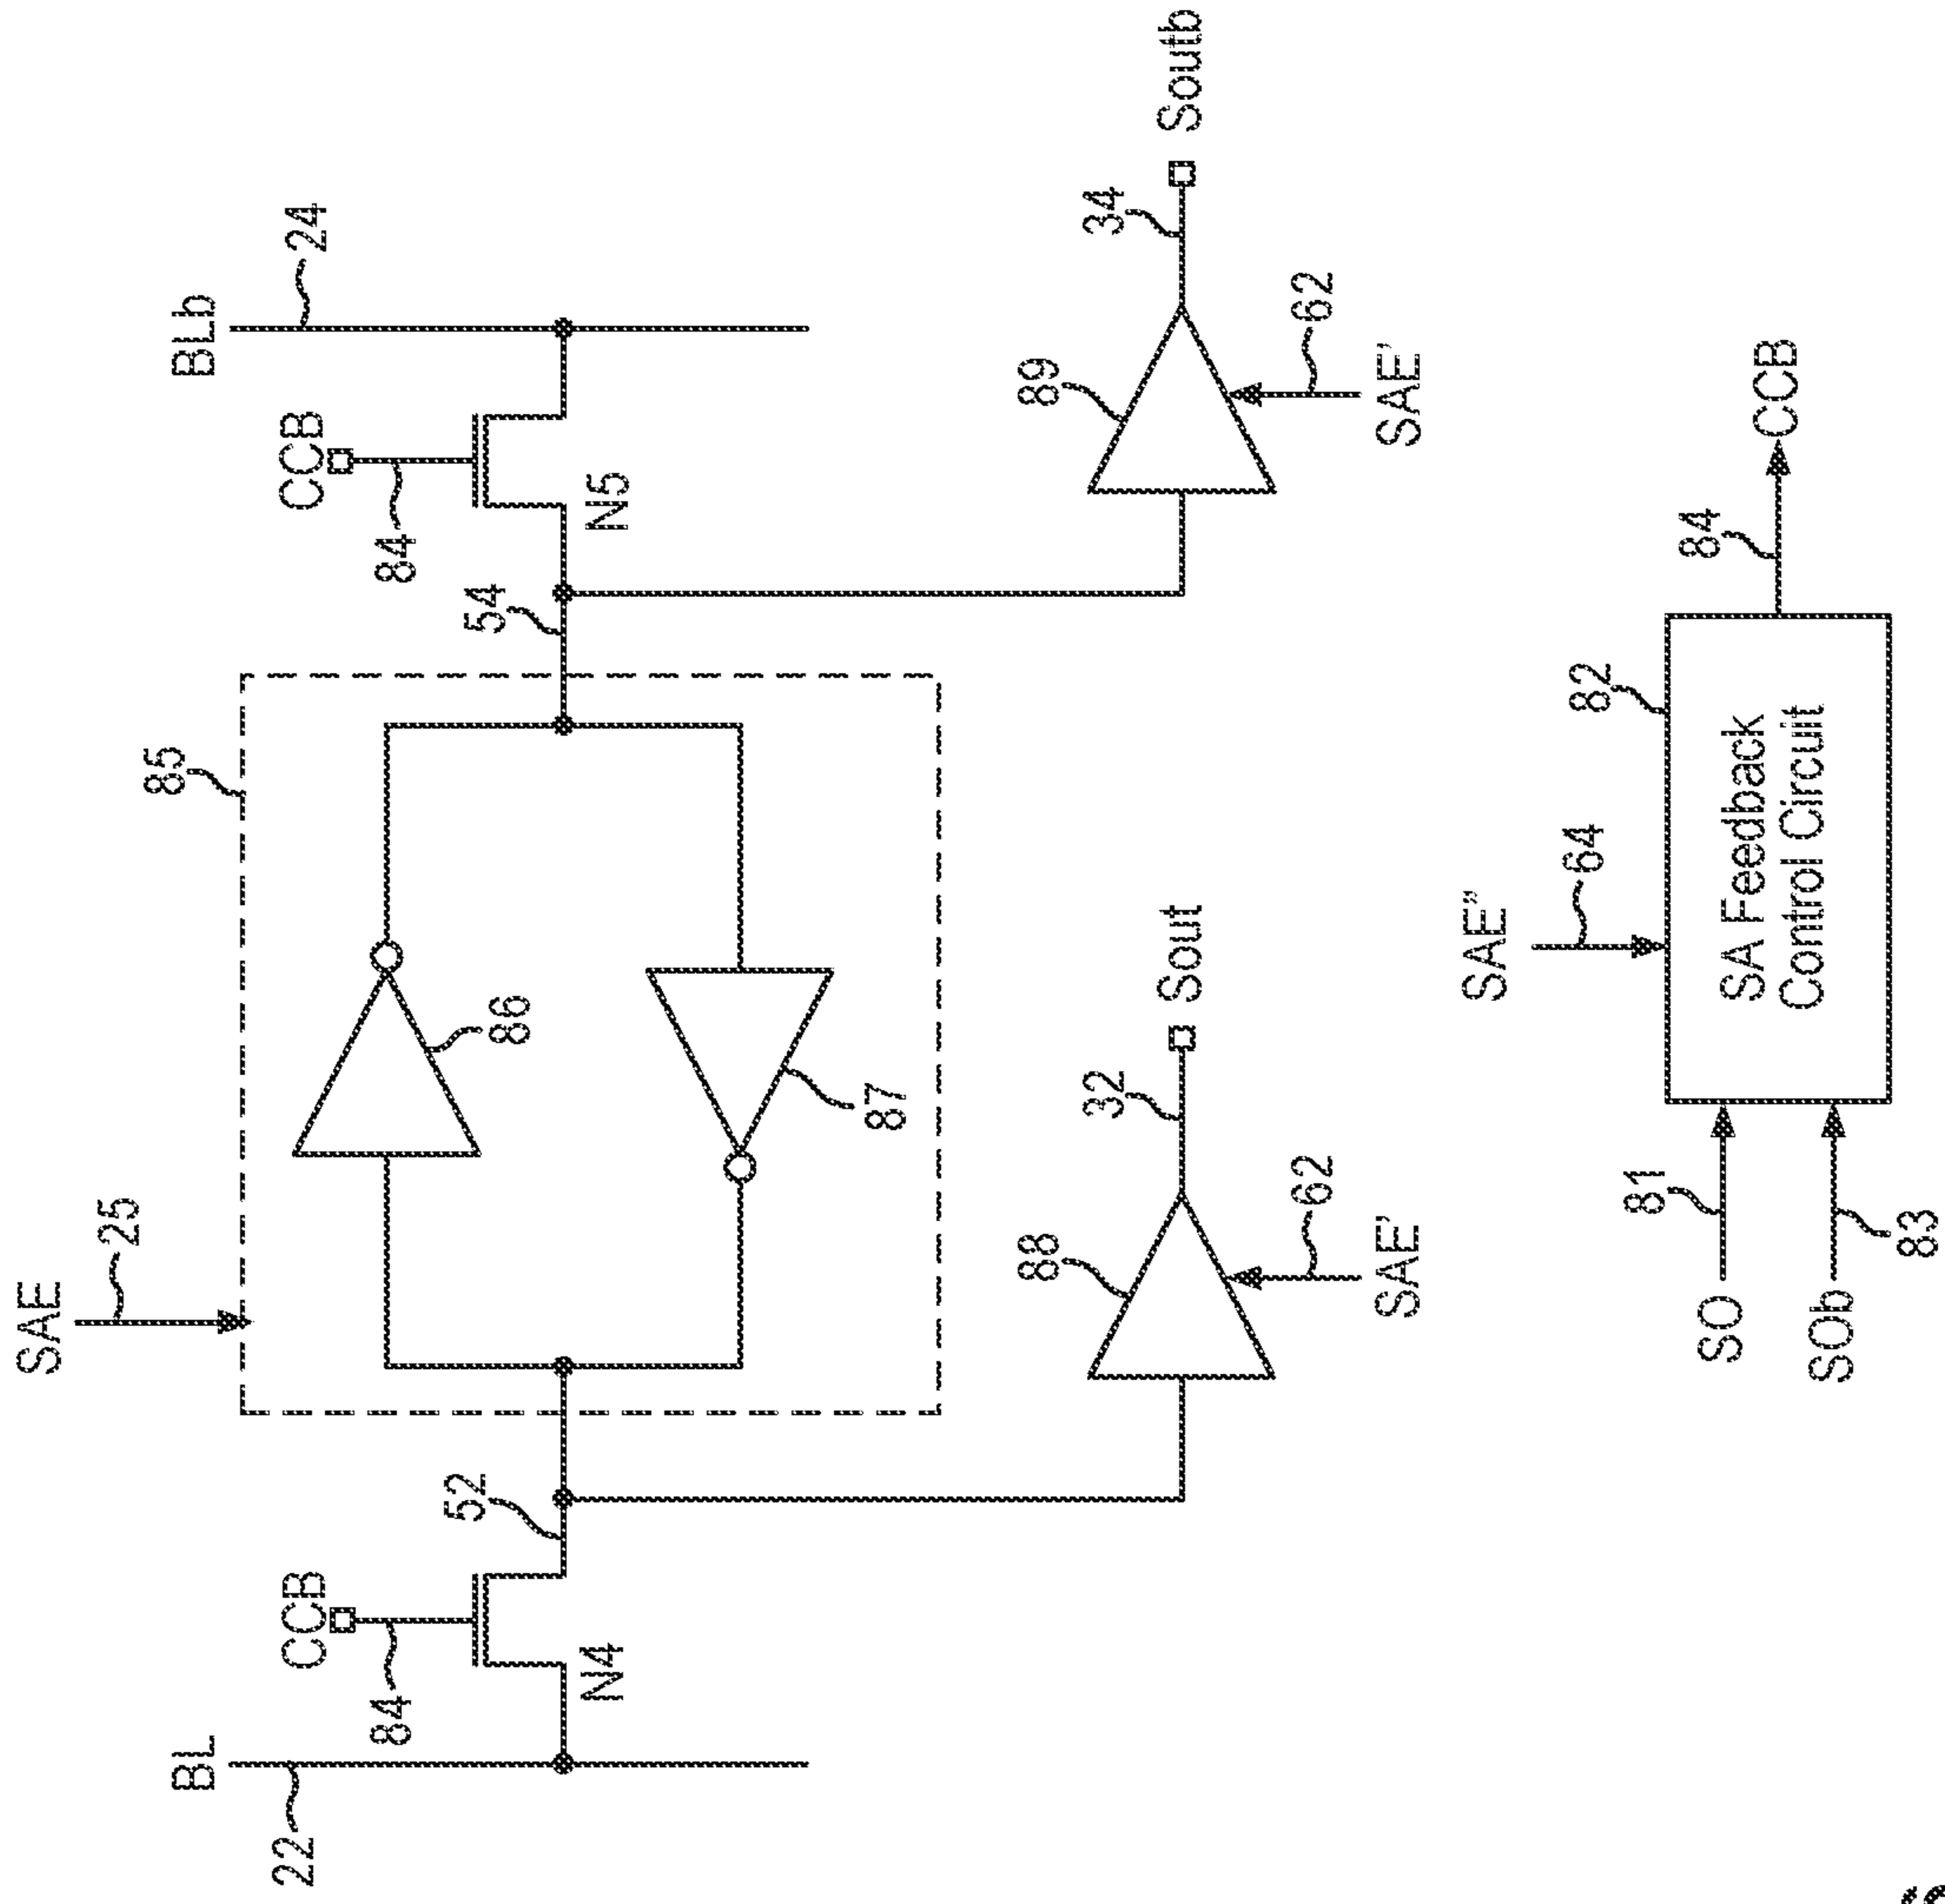 SAE
25
85
BL
22
CCB
84
N4
52
86
87
54
CCB
84
N5
BLb
24
88
32
Sout
62
SAE'
89
34
Soutb
62
SAE'
SAE"
64
82
SA Feedback
Control Circuit
81
SO
SOb
83
84
CCB